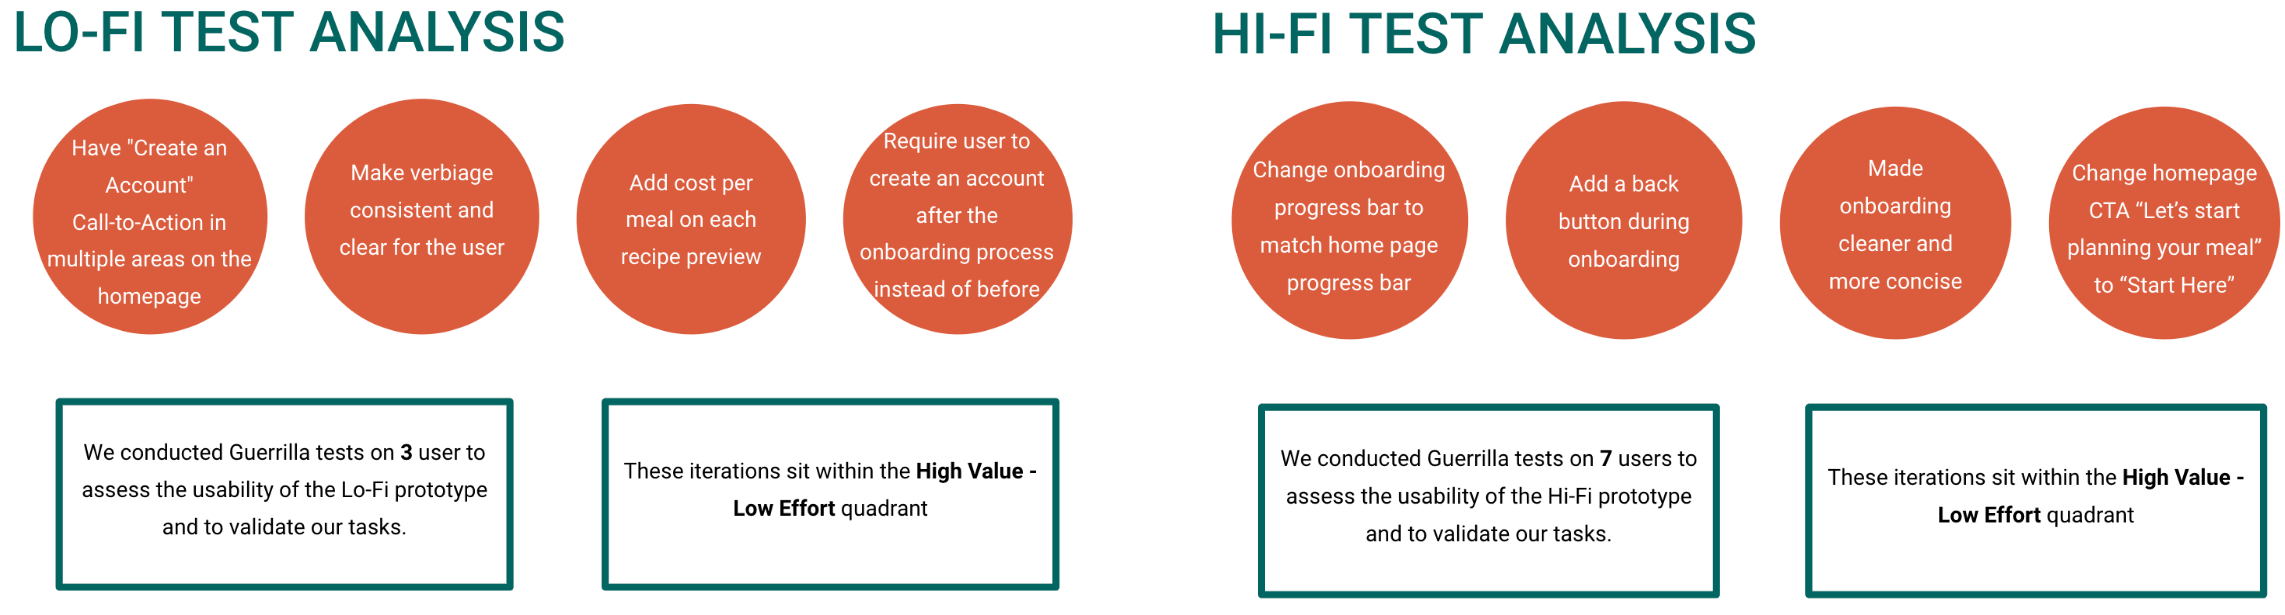 LO-FI TEST ANALYSIS
Have "Create an
Account"
Call-to-Action in
multiple areas on the
homepage
Make verbiage
consistent and
clear for the user
Add cost per
meal on each
recipe preview
Require user to
create an account
after the
onboarding process
instead of before
We conducted Guerrilla tests on 3 user to
assess the usability of the Lo-Fi prototype
and to validate our tasks.
These iterations sit within the High Value -
Low Effort quadrant
HI-FI TEST ANALYSIS
Change onboarding
progress bar to
match home page
progress bar
Add a back
button during
onboarding
Made
onboarding
cleaner and
more concise
Change homepage
CTA “Let’s start
planning your meal”
to “Start Here”
We conducted Guerrilla tests on 7 users to
assess the usability of the Hi-Fi prototype
and to validate our tasks.
These iterations sit within the High Value -
Low Effort quadrant